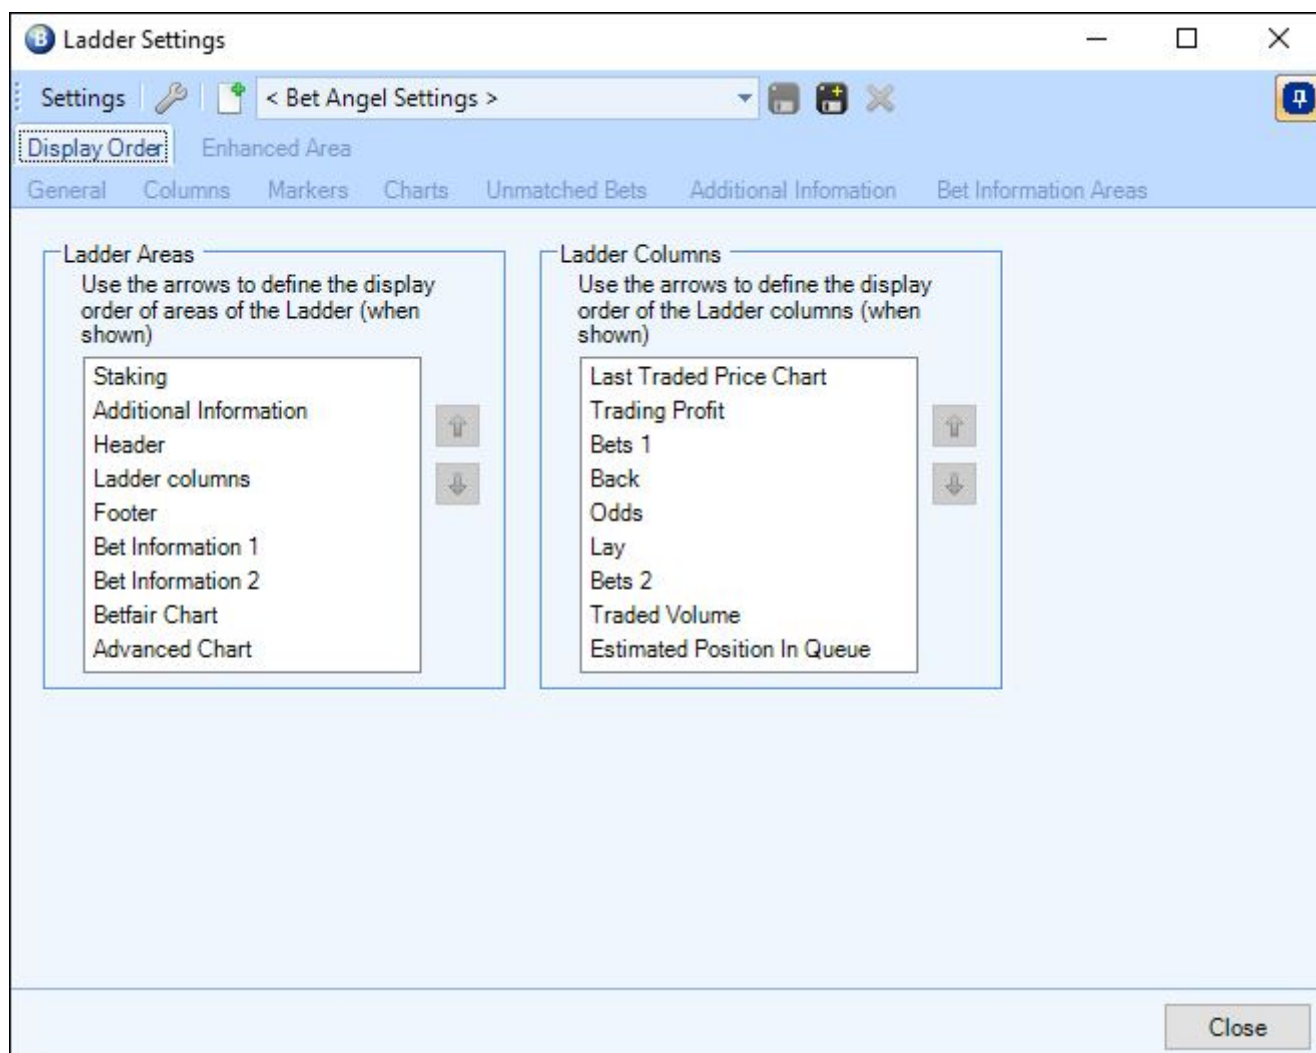 Ladder Settings
Settings < Bet Angel Settings >
Display Order Enhanced Area
General Columns Markers Charts Unmatched Bets Additional Infomation Bet Information Areas
Ladder Areas
Use the arrows to define the display
order of areas of the Ladder (when
shown)
Staking
Additional Information
Header
Ladder columns
Footer
Bet Information 1
Bet Information 2
Betfair Chart
Advanced Chart
Ladder Columns
Use the arrows to define the display
order of the Ladder columns (when
shown)
Last Traded Price Chart
Trading Profit
Bets 1
Back
Odds
Lay
Bets 2
Traded Volume
Estimated Position In Queue
Close